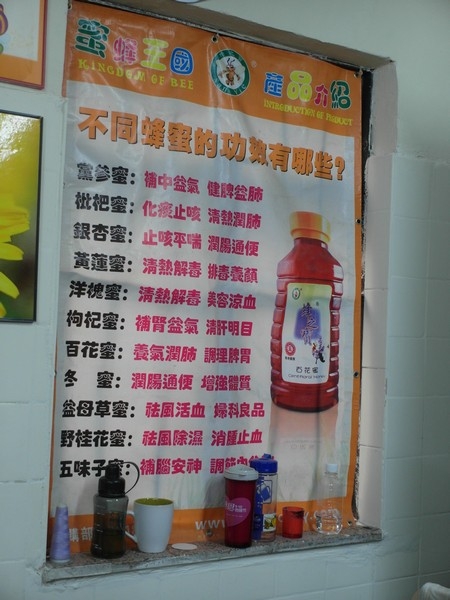 蜜蜂王國
KINGDOM OF BEE
產品介紹
INTRODUCTION OF PRODUCT
不同蜂蜜的功效有哪些?
黨參蜜:補中益氣 健脾益肺
枇杷蜜:化痰止咳 清熱潤肺
銀杏蜜:止咳平喘 潤腸通便
黃蓮蜜:清熱解毒 排毒養顏
洋槐蜜:清熱解毒 美容涼血
枸杞蜜:補腎益氣 清肝明目
百花蜜:養氣潤肺 調理脾胃
冬 蜜:潤腸通便 增強體質
益母草蜜:祛風活血 婦科良品
野桂花蜜:祛風除濕 消腫止血
五味子蜜:補腦安神 調節內
百花蜜
集部
www